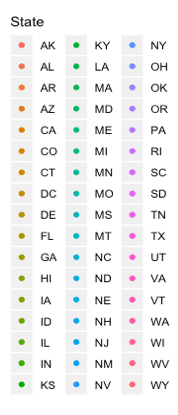 State
AK KY NY
AL LA OH
AR MA OK
AZ MD OR
CA ME PA
CO MI RI
CT MN SC
DC MO SD
DE MS TN
FL MT TX
GA NC UT
HI ND VA
IA NE VT
ID NH WA
IL NJ WI
IN NM WV
KS NV WY